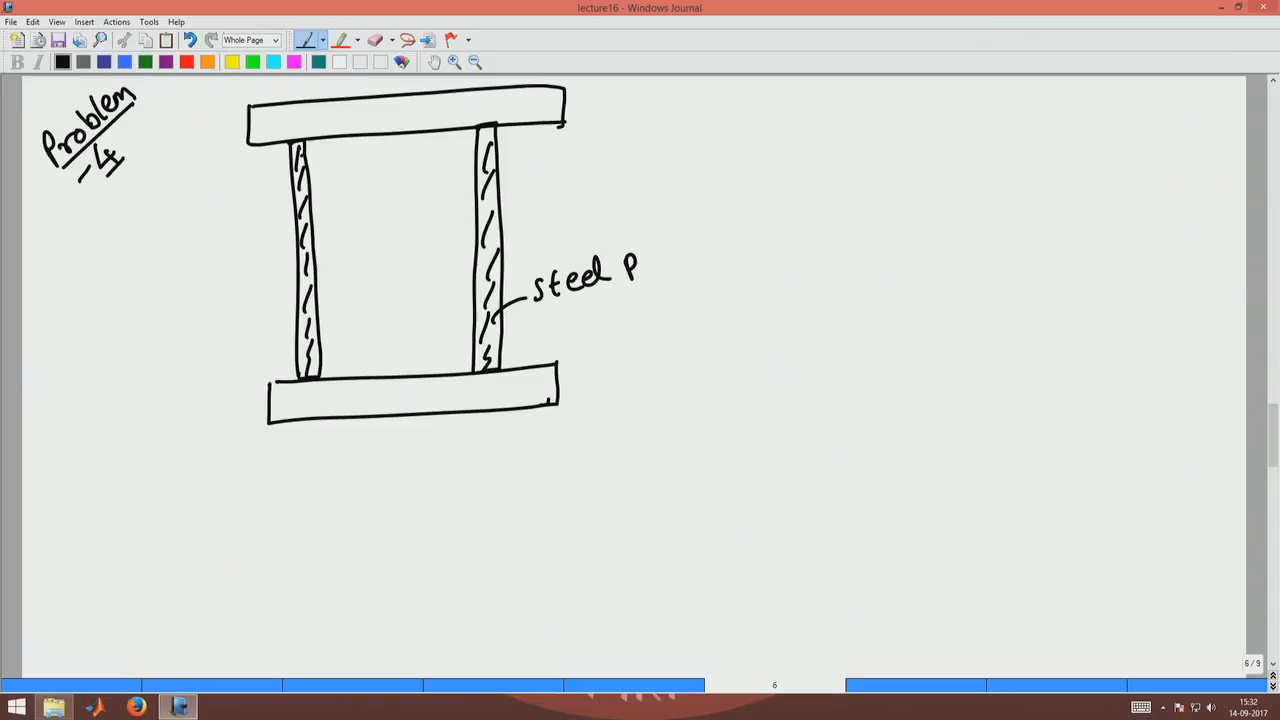 lecture16 - Windows Journal
File Edit View Insert Actions Tools Help
Whole Page
B I
Problem
-4
steel P
6 / 9
6
15:32
14-09-2017